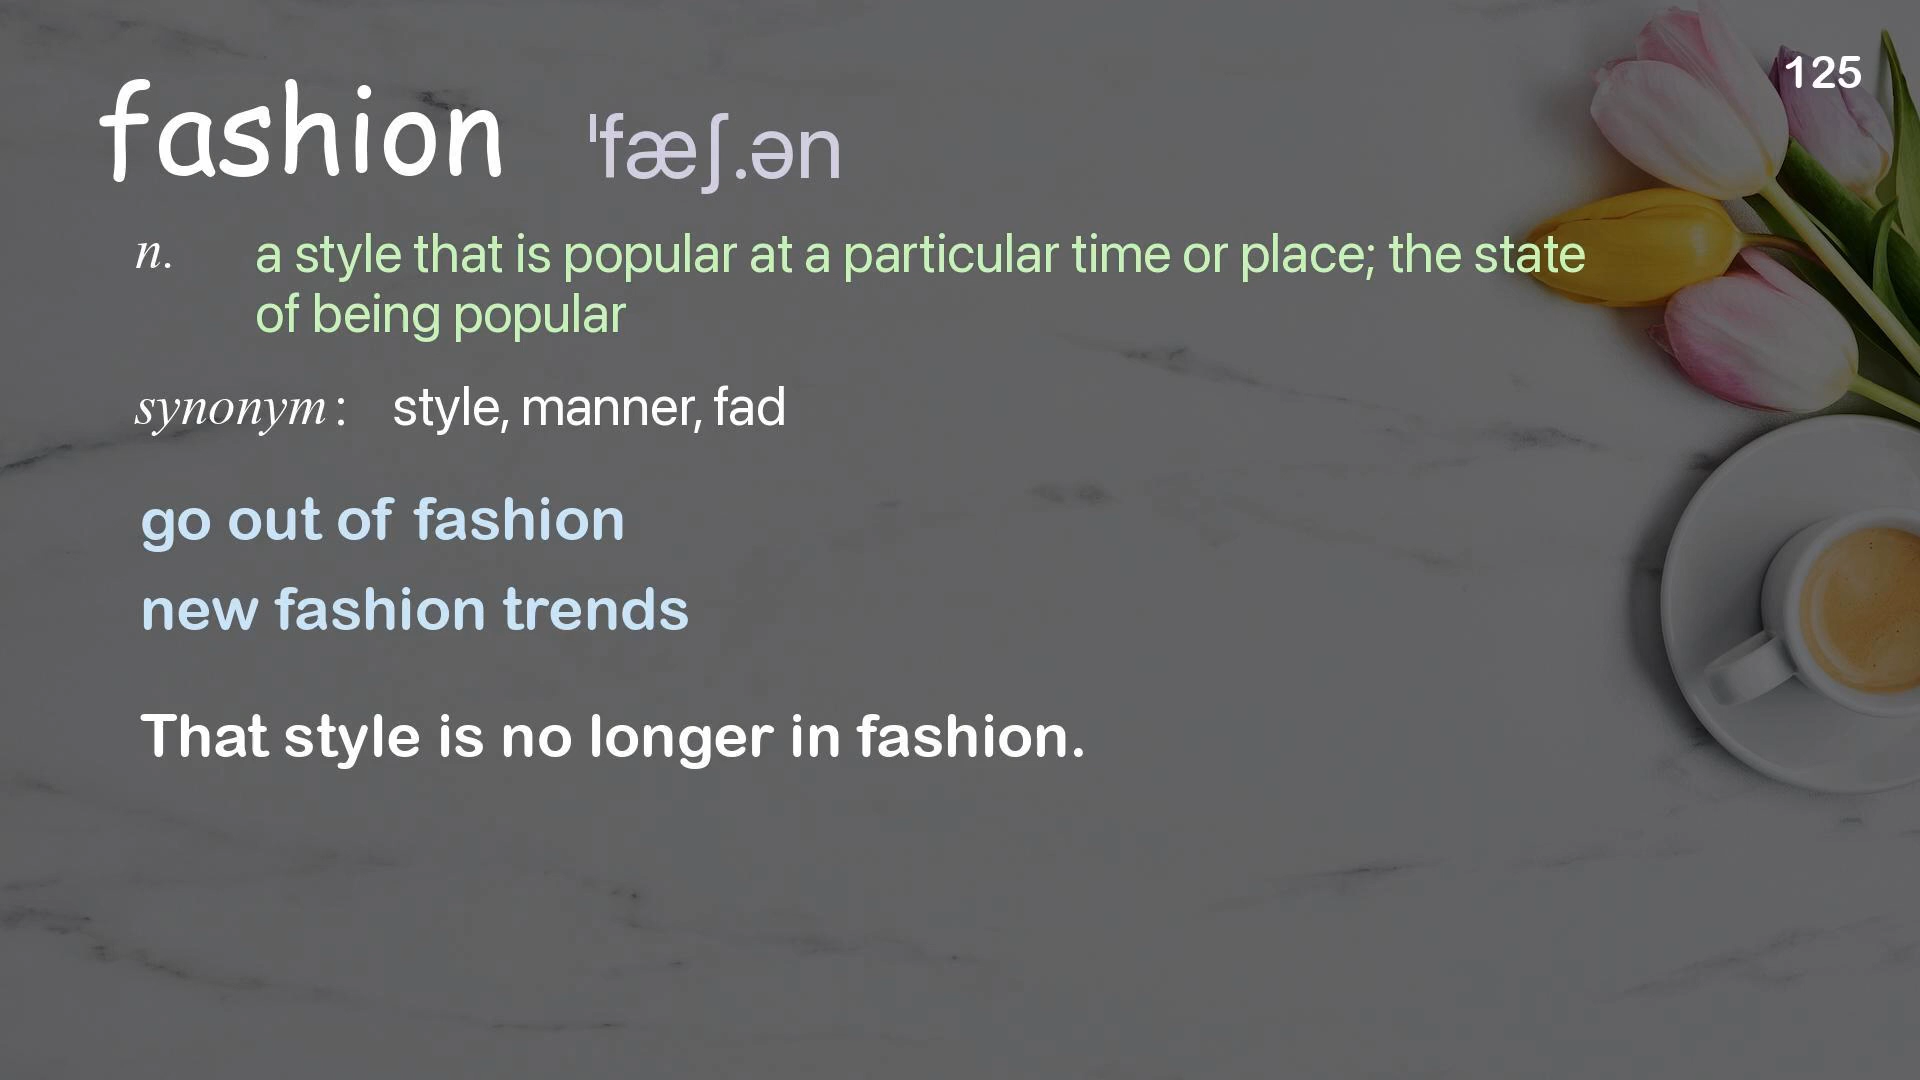 125
fashion ˈfæʃ.ən
n. a style that is popular at a particular time or place; the state
of being popular
synonym: style, manner, fad
go out of fashion
new fashion trends
That style is no longer in fashion.